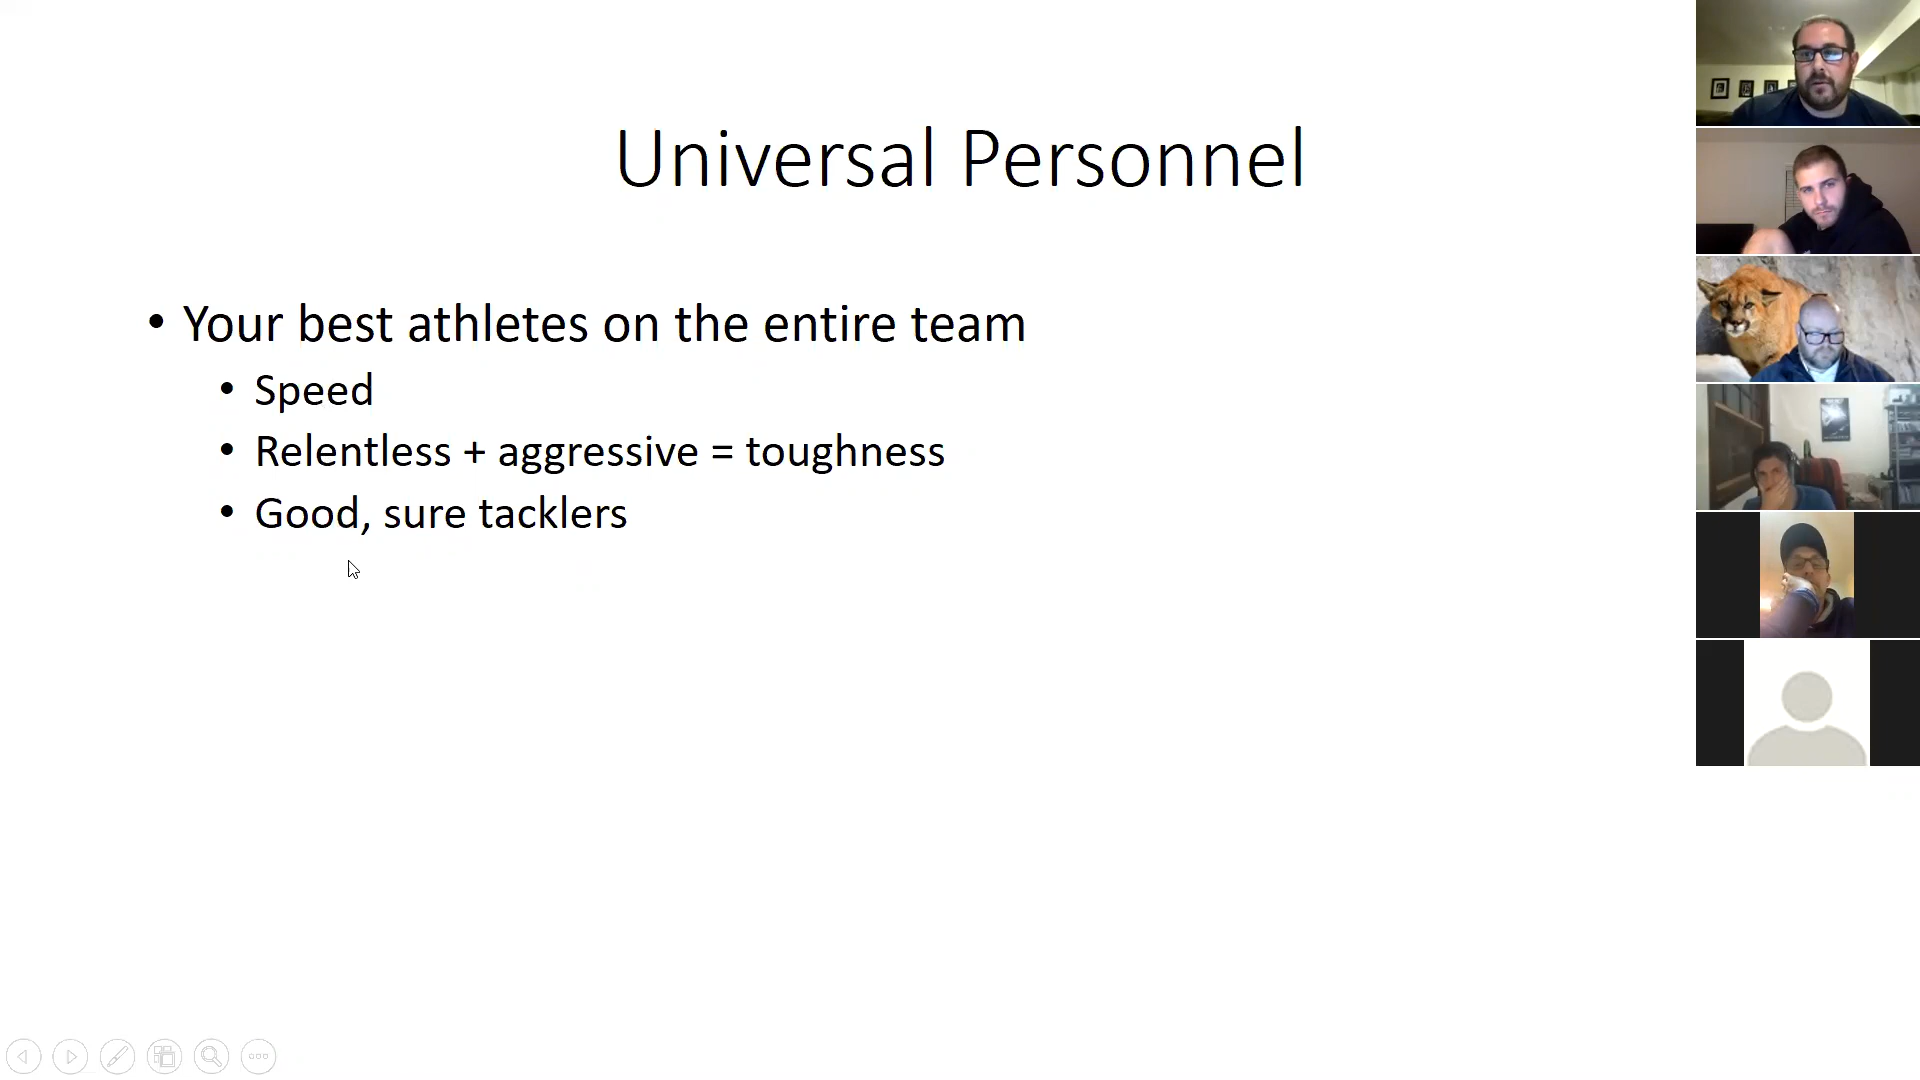 Universal Personnel
• Your best athletes on the entire team
• Speed
• Relentless + aggressive = toughness
• Good, sure tacklers